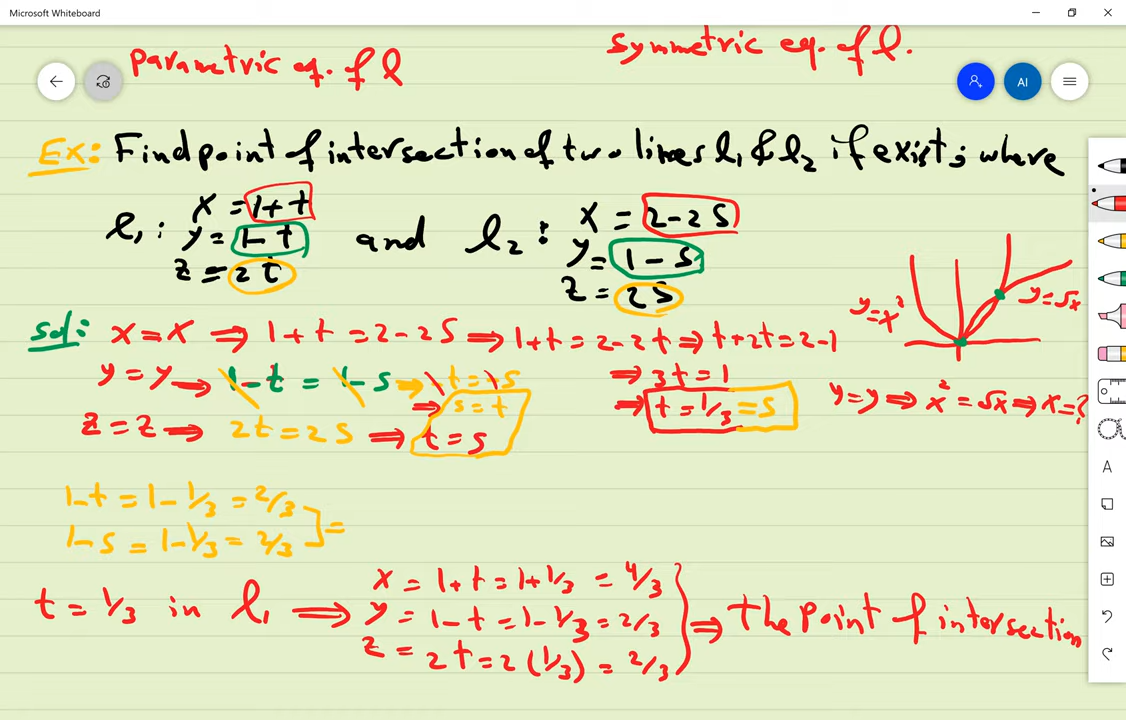 Microsoft Whiteboard
parametric eq. of l
symmetric eq. of l.
AI
Ex: Find point of intersection of two lines l₁ & l₂ if exist; where
l₁: x = 1+t
y = 1-t
z = 2t
and l₂: x = 2-2s
y = 1-s
z = 2s
sol: x = x ⇒ 1+t = 2-2s ⇒ 1+t = 2-2t ⇒ t+2t = 2-1
⇒ 3t = 1
⇒ t = 1/3 = s
y = y → 1-t = 1-s ⇒ -t = -s
⇒ s = t
z = z ⇒ 2t = 2s ⇒ t = s
y = x²
y = √x
y = y ⇒ x² = √x ⇒ x = ?
1-t = 1-1/3 = 2/3
1-s = 1-1/3 = 2/3 ] =
t = 1/3 in l₁ ⇒ x = 1+t = 1+1/3 = 4/3
y = 1-t = 1-1/3 = 2/3
z = 2t = 2(1/3) = 2/3
} ⇒ the point of intersection
A